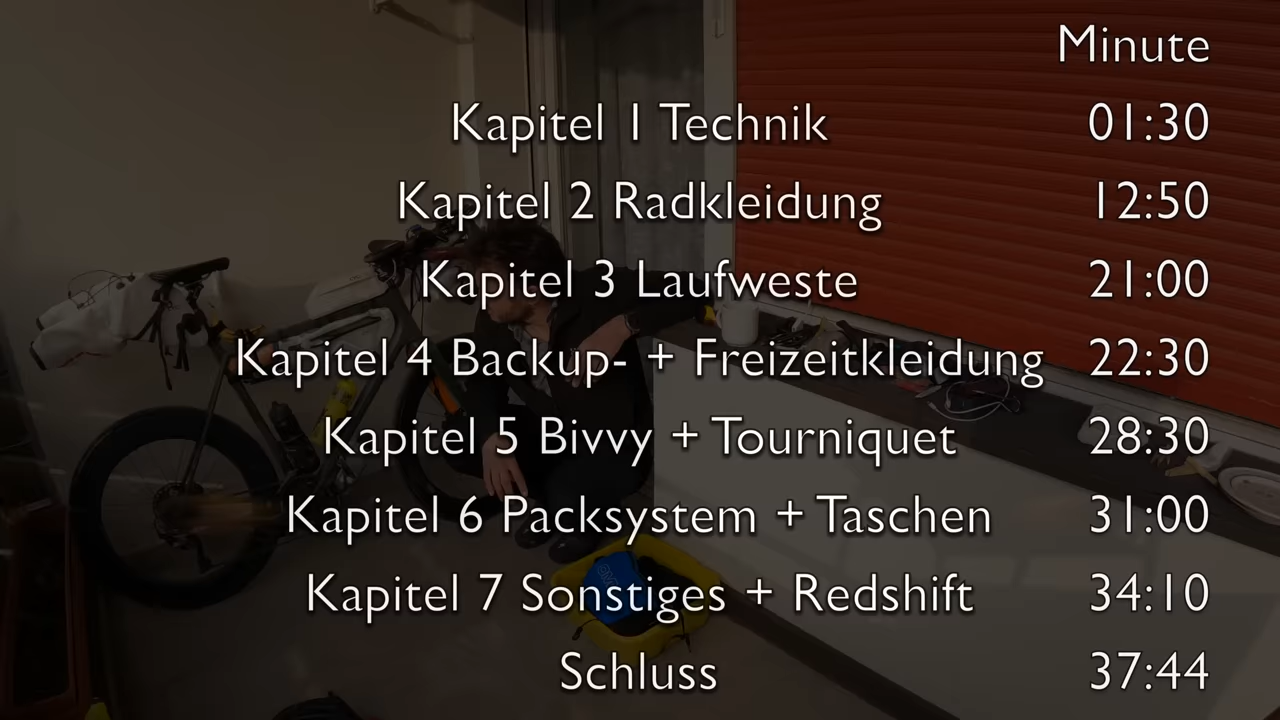 Minute
Kapitel 1 Technik 01:30
Kapitel 2 Radkleidung 12:50
Kapitel 3 Laufweste 21:00
Kapitel 4 Backup- + Freizeitkleidung 22:30
Kapitel 5 Bivvy + Tourniquet 28:30
Kapitel 6 Packsystem + Taschen 31:00
Kapitel 7 Sonstiges + Redshift 34:10
Schluss 37:44